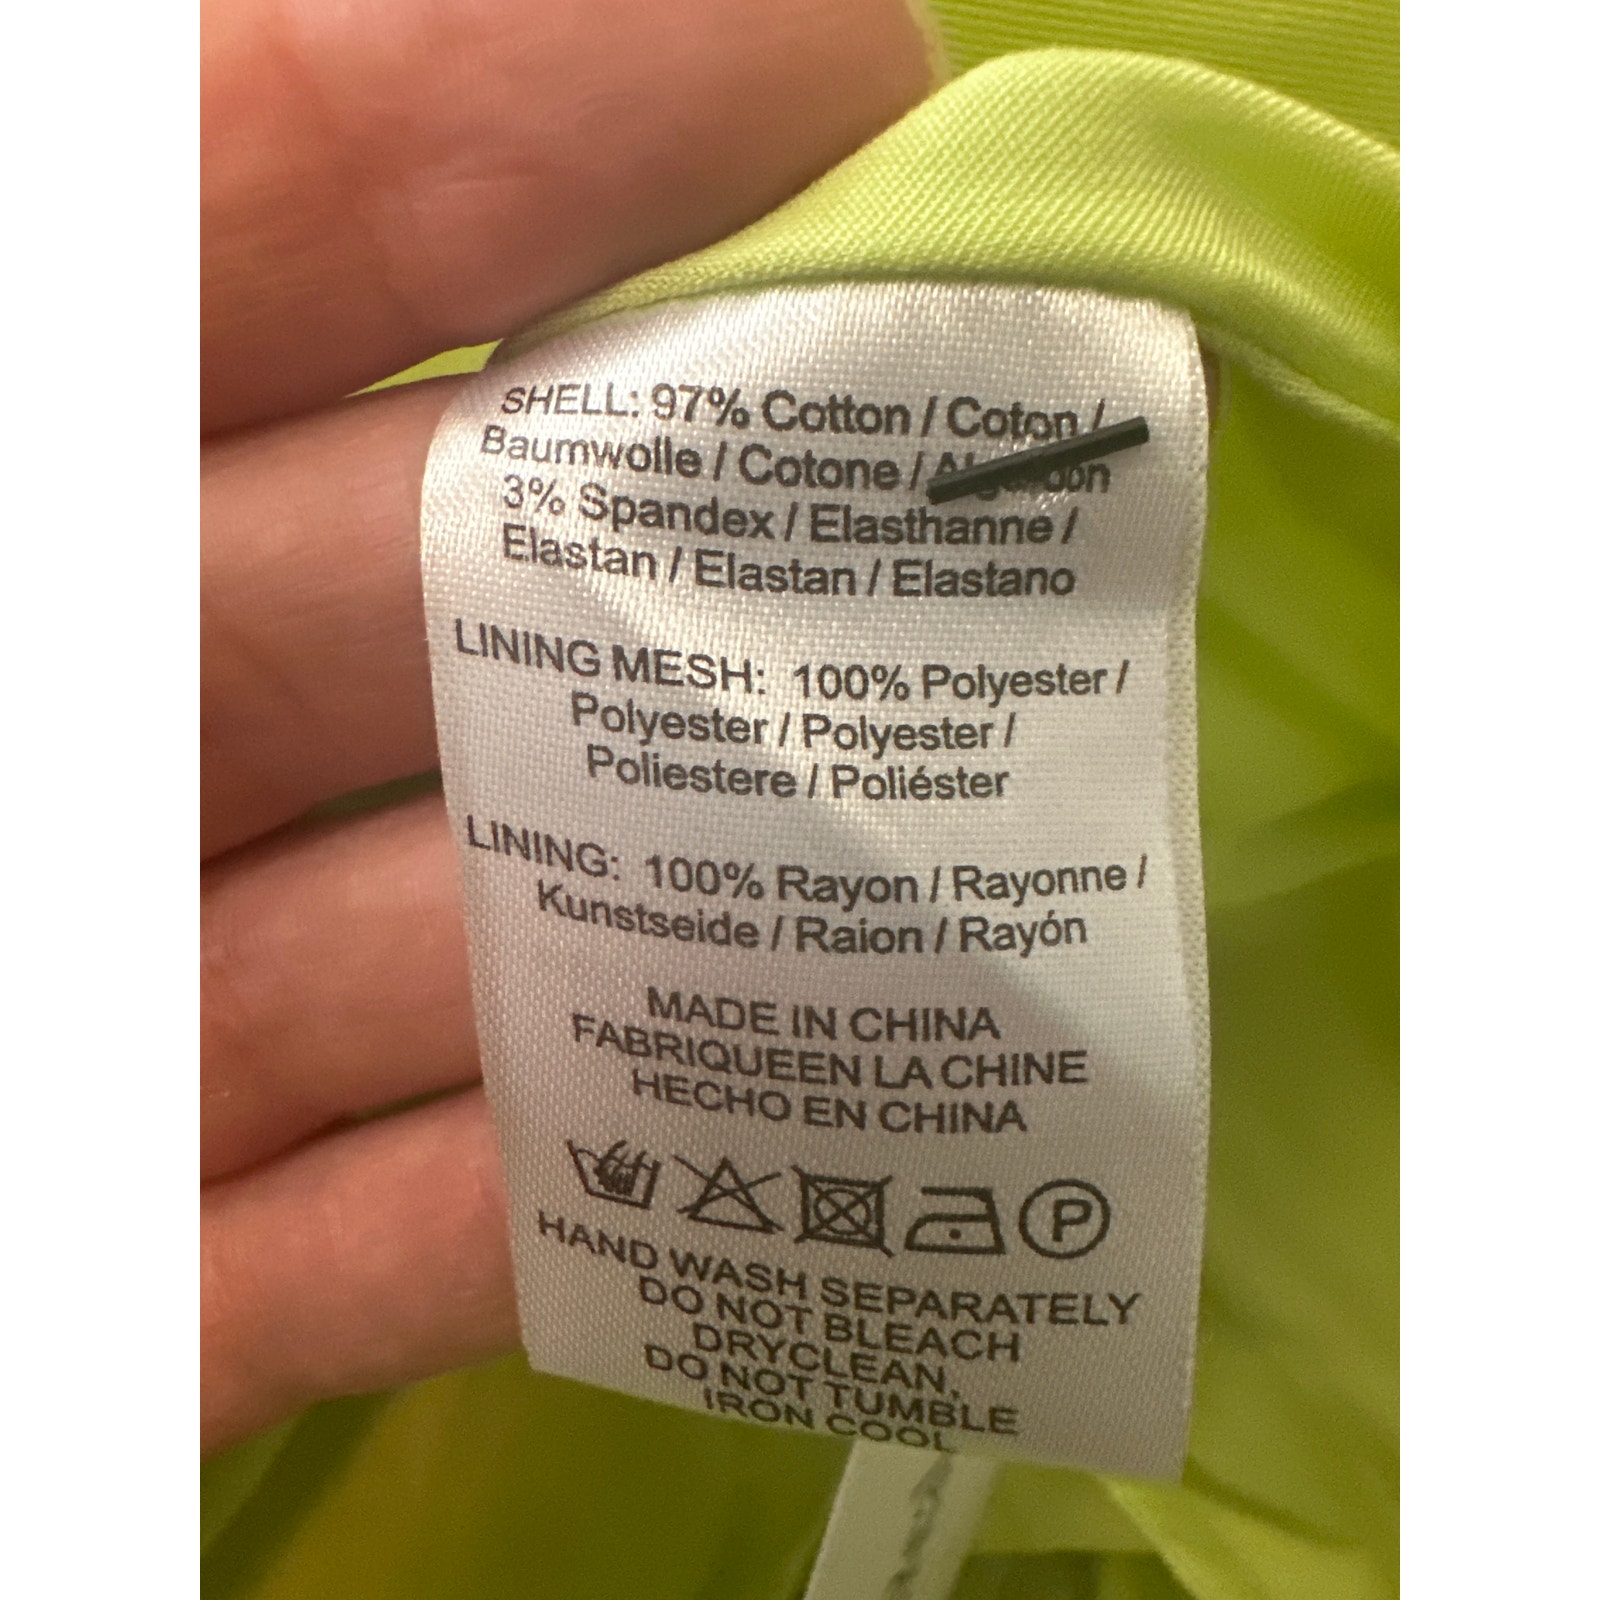 SHELL: 97% Cotton / Coton /
Baumwolle / Cotone /
3% Spandex / Elasthanne /
Elastan / Elastan / Elastano
LINING MESH: 100% Polyester /
Polyester / Polyester /
Poliestere / Poliéster
LINING: 100% Rayon / Rayonne /
Kunstseide / Raion / Rayón
MADE IN CHINA
FABRIQUEEN LA CHINE
HECHO EN CHINA
P
HAND WASH SEPARATELY
DO NOT BLEACH
DRYCLEAN,
DO NOT TUMBLE
IRON COOL